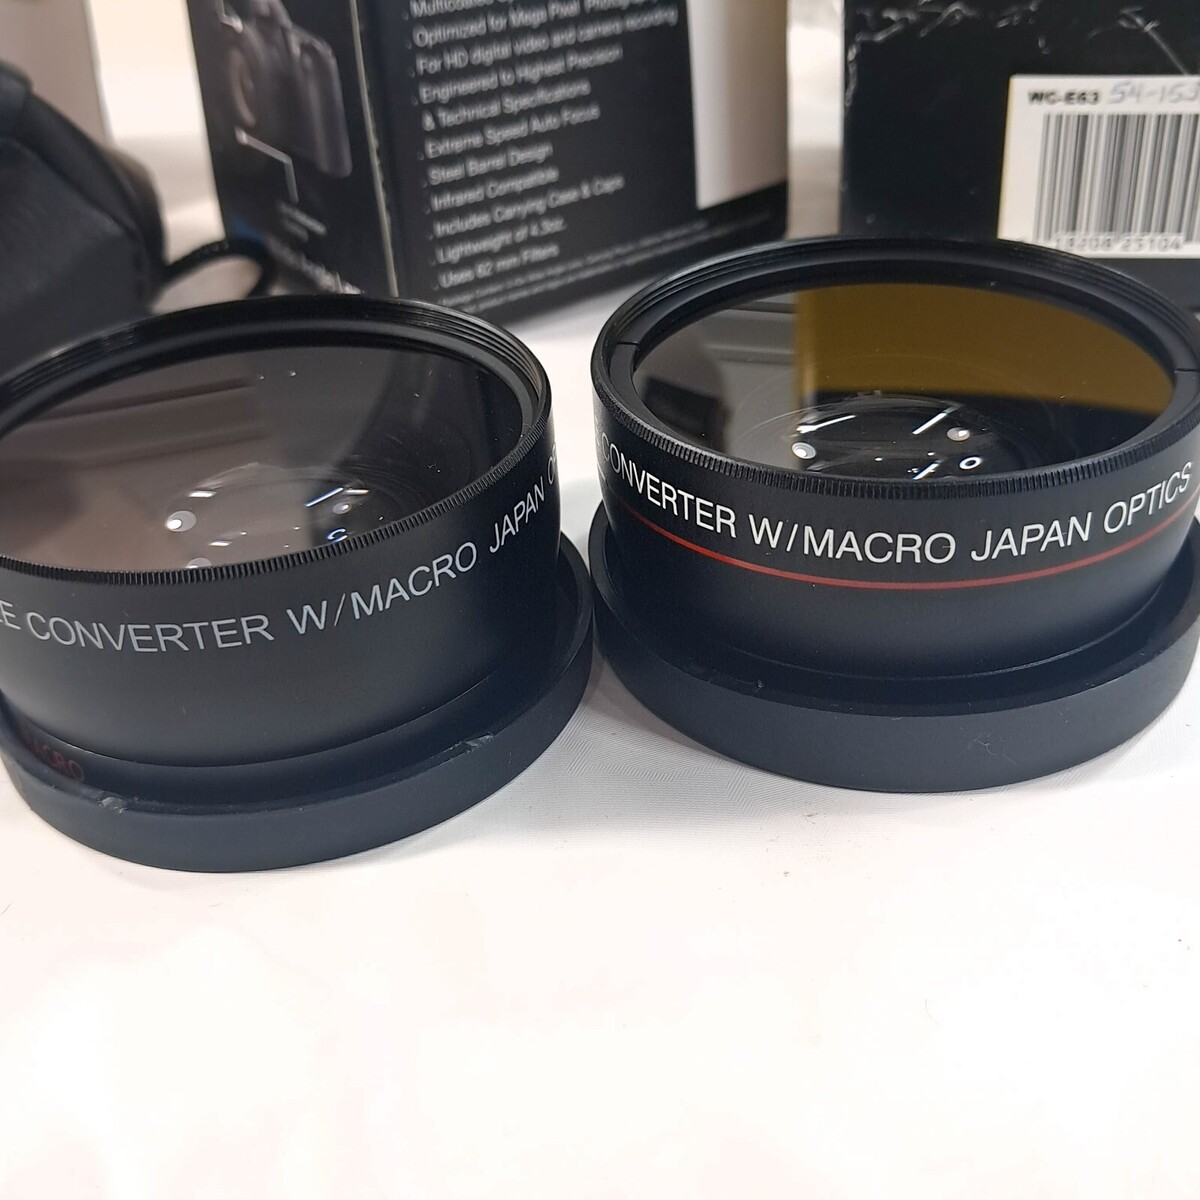 Optimized for Mega Pixel
. For HD digital video and camera recording
. Engineered to Highest Precision
& Technical Specifications
. Extreme Speed Auto Focus
. Steel Barrel Design
. Infrared Compatible
. Includes Carrying Case & Caps
. Lightweight of 4.3oz.
. Uses 62 mm Filters
WC-E63 54-153
18208 25104
CONVERTER W/MACRO JAPAN
CONVERTER W/MACRO JAPAN OPTICS